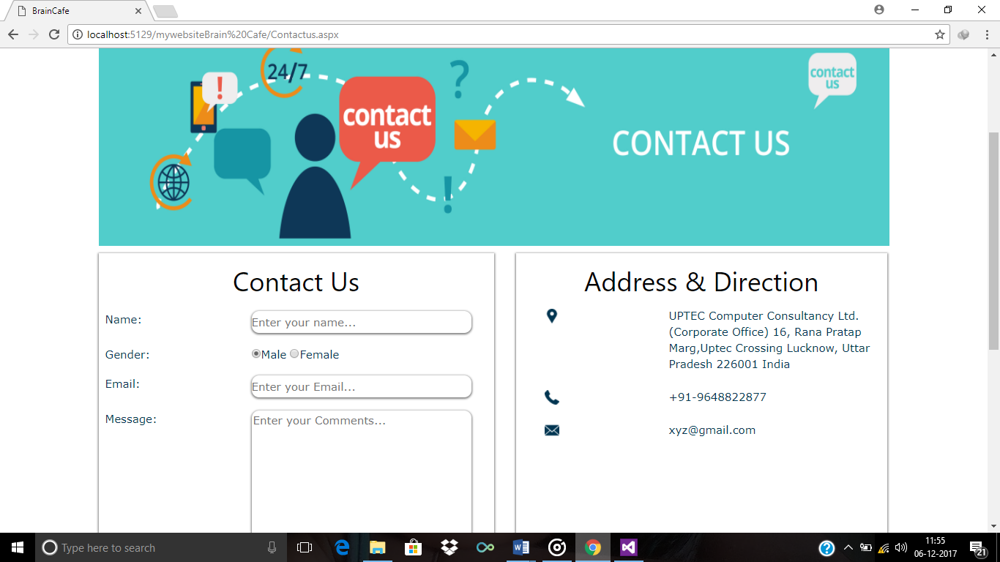 BrainCafe
localhost:5129/mywebsiteBrain%20Cafe/Contactus.aspx
24/7
!
contact
us
?
!
CONTACT US
contact
us
Contact Us
Name:
Enter your name...
Gender:
Male Female
Email:
Enter your Email...
Message:
Enter your Comments...
Address & Direction
UPTEC Computer Consultancy Ltd.
(Corporate Office) 16, Rana Pratap
Marg,Uptec Crossing Lucknow, Uttar
Pradesh 226001 India
+91-9648822877
xyz@gmail.com
Type here to search
11:55
06-12-2017
21